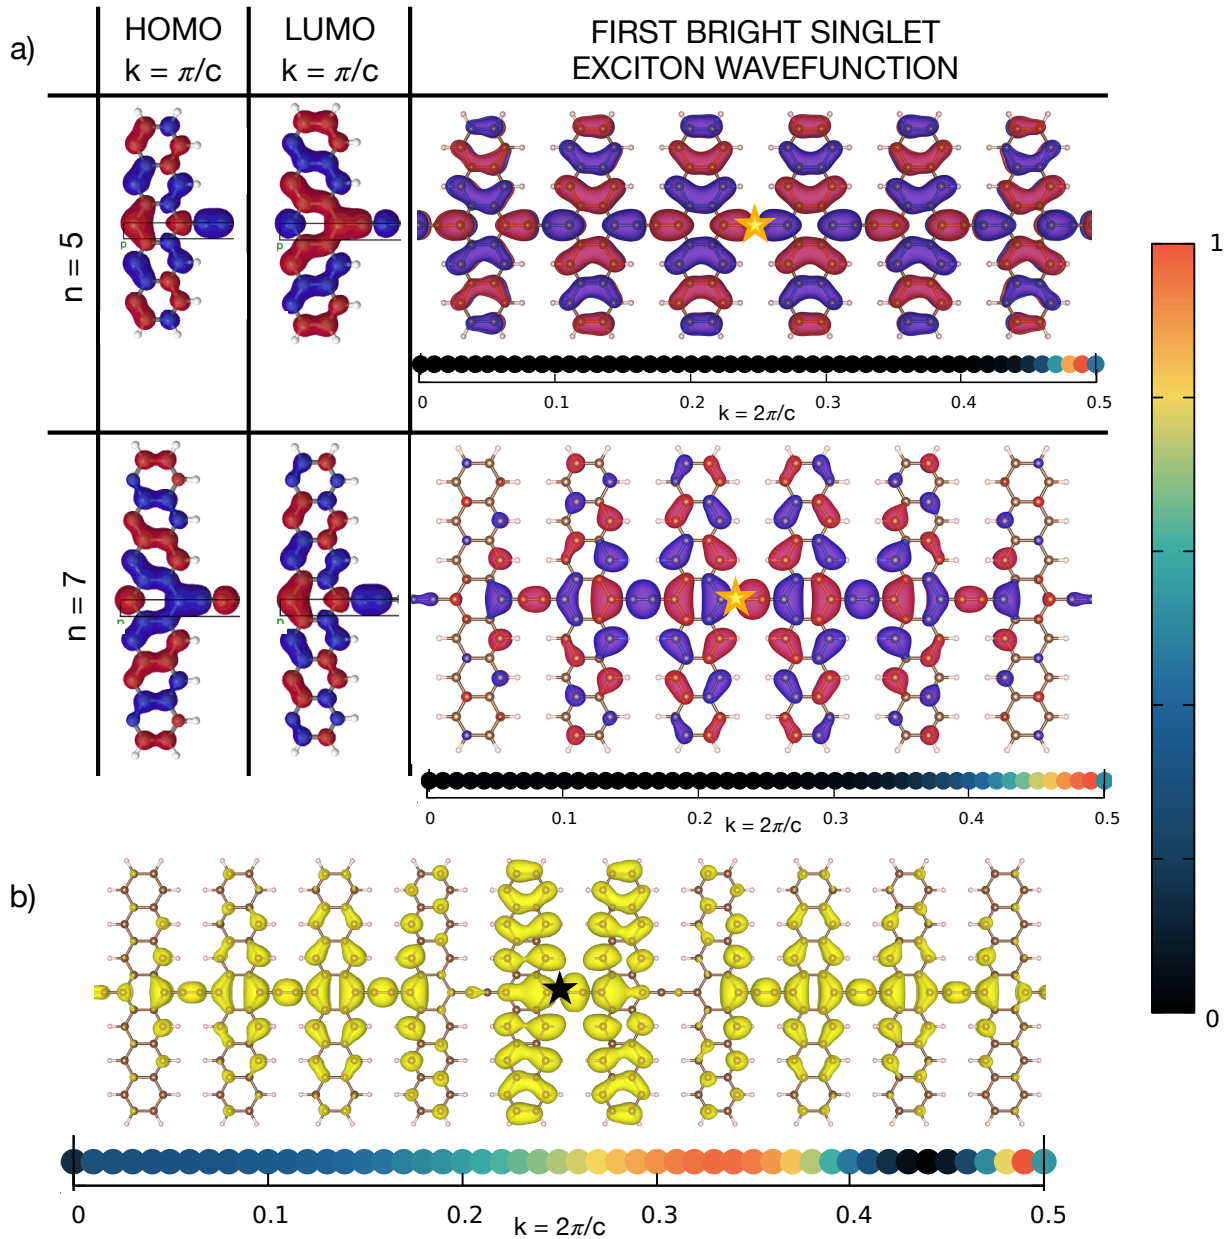 a)
HOMO
k = π/c
LUMO
k = π/c
FIRST BRIGHT SINGLET
EXCITON WAVEFUNCTION
n = 5
p
p
0 0.1 0.2 0.3 0.4 0.5
k = 2π/c
n = 7
0 0.1 0.2 0.3 0.4 0.5
k = 2π/c
1
0
b)
0 0.1 0.2 0.3 0.4 0.5
k = 2π/c